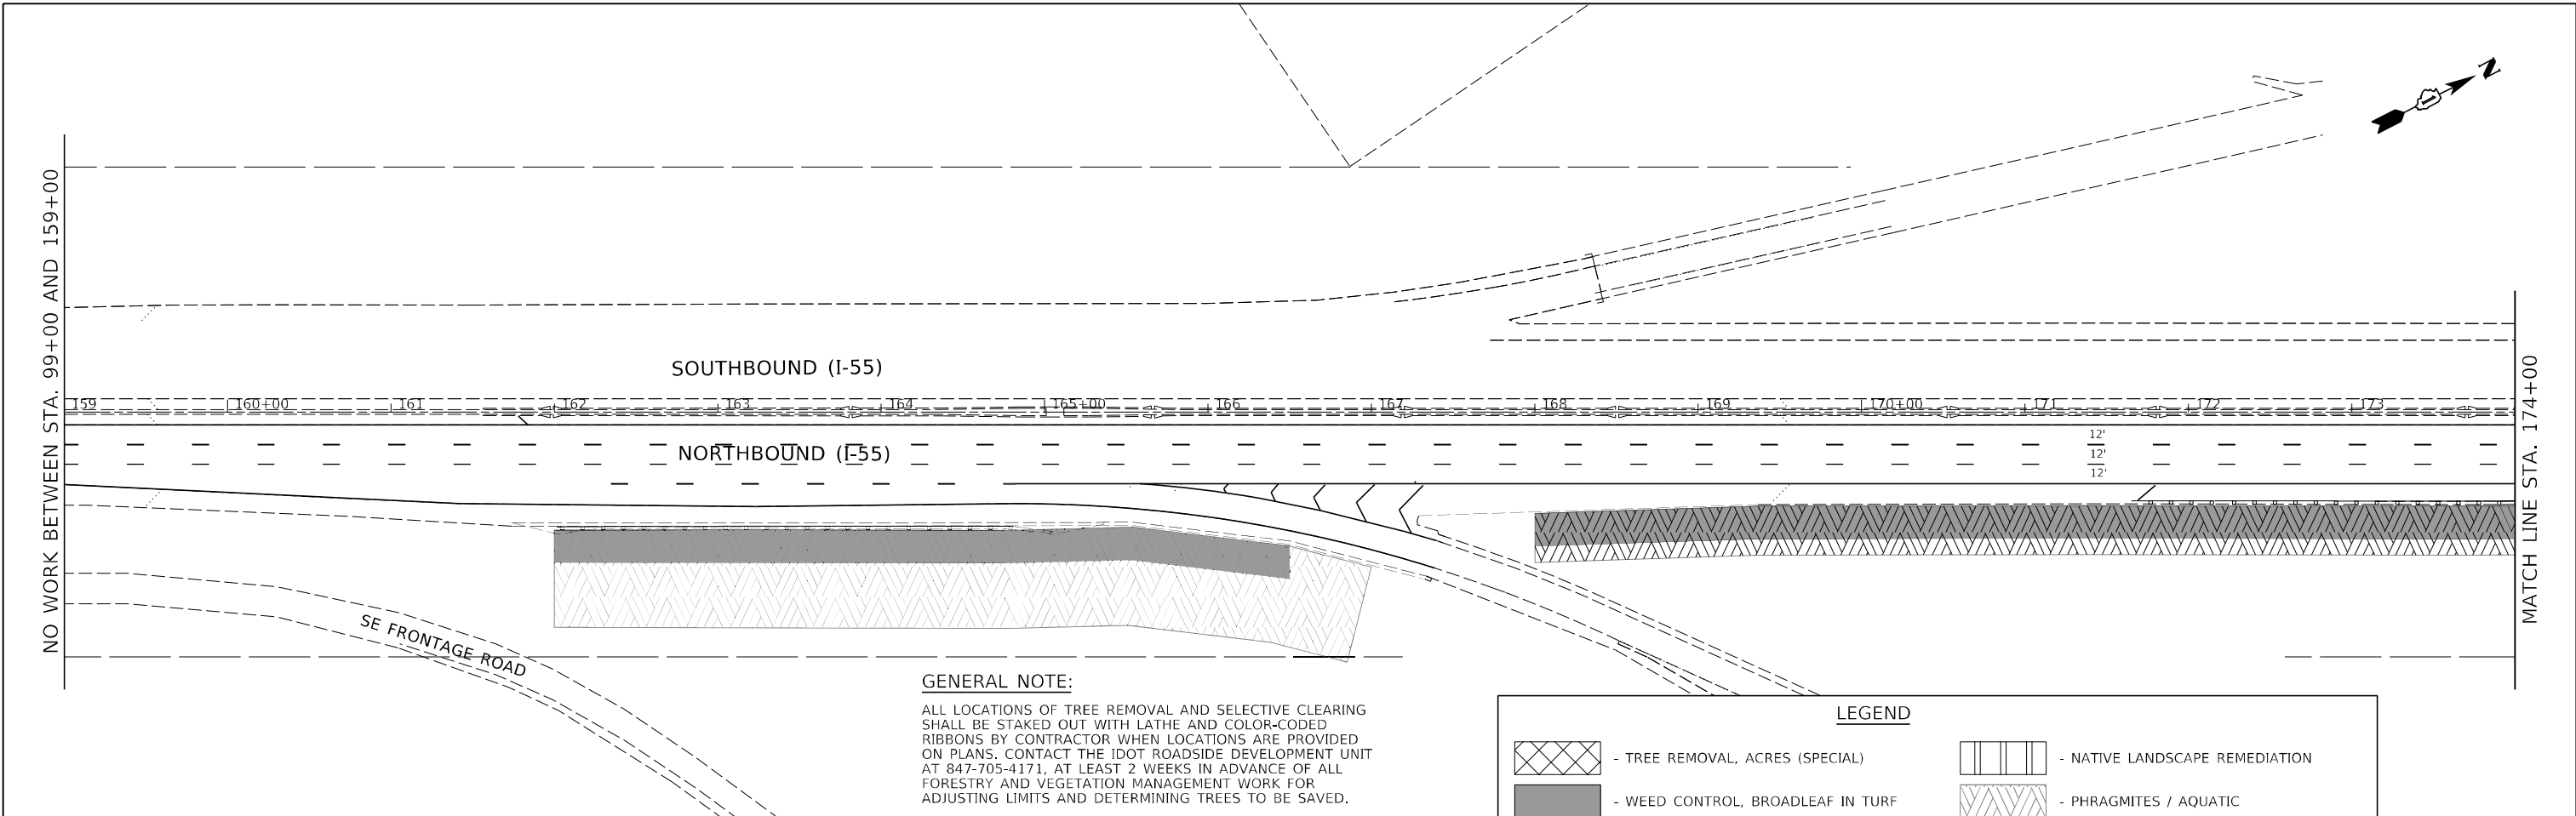 N
NO WORK BETWEEN STA. 99+00 AND 159+00
SOUTHBOUND (I-55)
159
160+00
161
162
163
164
165+00
166
167
168
169
170+00
171
172
173
NORTHBOUND (I-55)
12'
12'
12'
MATCH LINE STA. 174+00
SE FRONTAGE ROAD
GENERAL NOTE:
ALL LOCATIONS OF TREE REMOVAL AND SELECTIVE CLEARING
SHALL BE STAKED OUT WITH LATHE AND COLOR-CODED
RIBBONS BY CONTRACTOR WHEN LOCATIONS ARE PROVIDED
ON PLANS. CONTACT THE IDOT ROADSIDE DEVELOPMENT UNIT
AT 847-705-4171, AT LEAST 2 WEEKS IN ADVANCE OF ALL
FORESTRY AND VEGETATION MANAGEMENT WORK FOR
ADJUSTING LIMITS AND DETERMINING TREES TO BE SAVED.
LEGEND
- TREE REMOVAL, ACRES (SPECIAL)
- NATIVE LANDSCAPE REMEDIATION
- WEED CONTROL, BROADLEAF IN TURF
- PHRAGMITES / AQUATIC